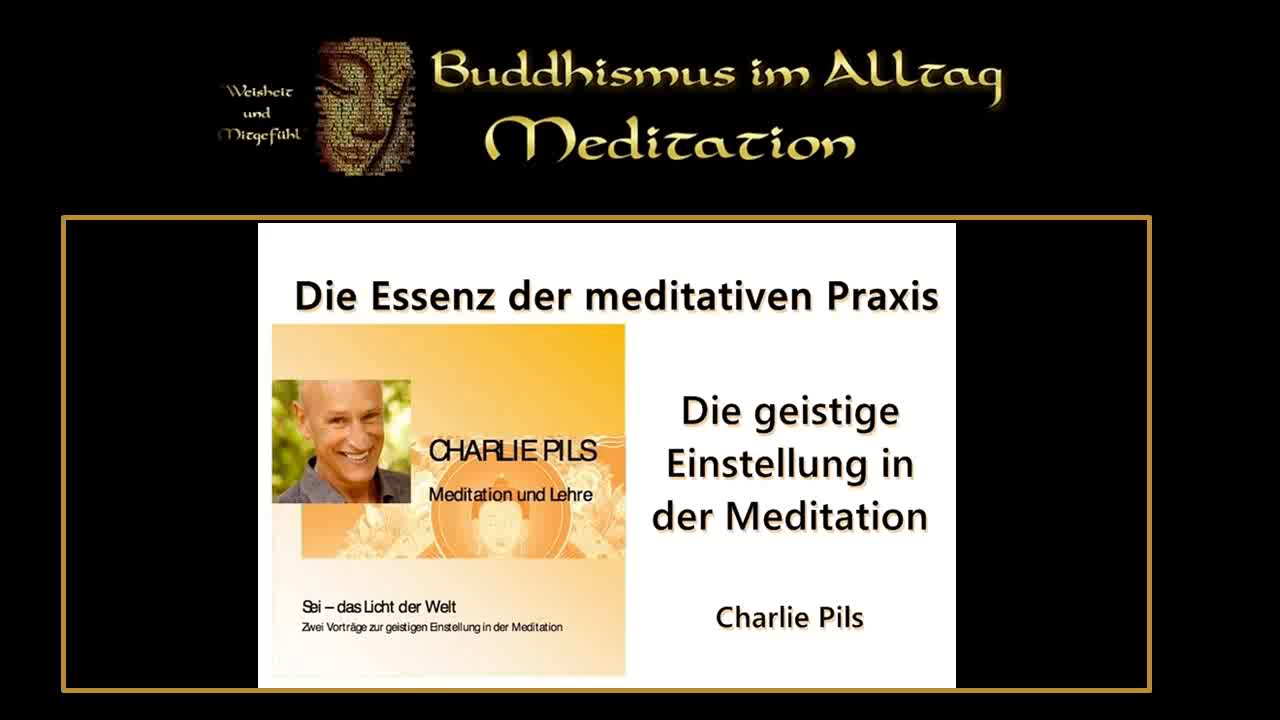 Weisheit
und
Mitgefühl
Buddhismus im Alltag
Meditation
Die Essenz der meditativen Praxis
CHARLIE PILS
Meditation und Lehre
Sei – das Licht der Welt
Zwei Vorträge zur geistigen Einstellung in der Meditation
Die geistige
Einstellung in
der Meditation
Charlie Pils